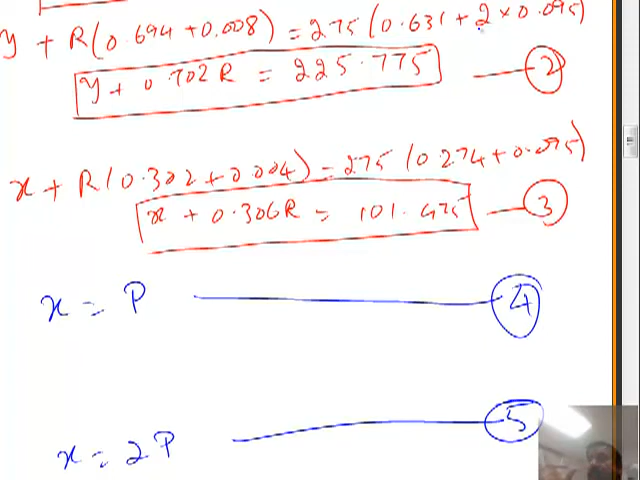 y + R(0.694 + 0.008) = 275 (0.631 + 2 × 0.095)
y + 0.702 R = 225.775 — 2
x + R(0.302 + 0.004) = 275 (0.274 + 0.095)
x + 0.306R = 101.475 — 3
x = P — 4
x = 2P — 5